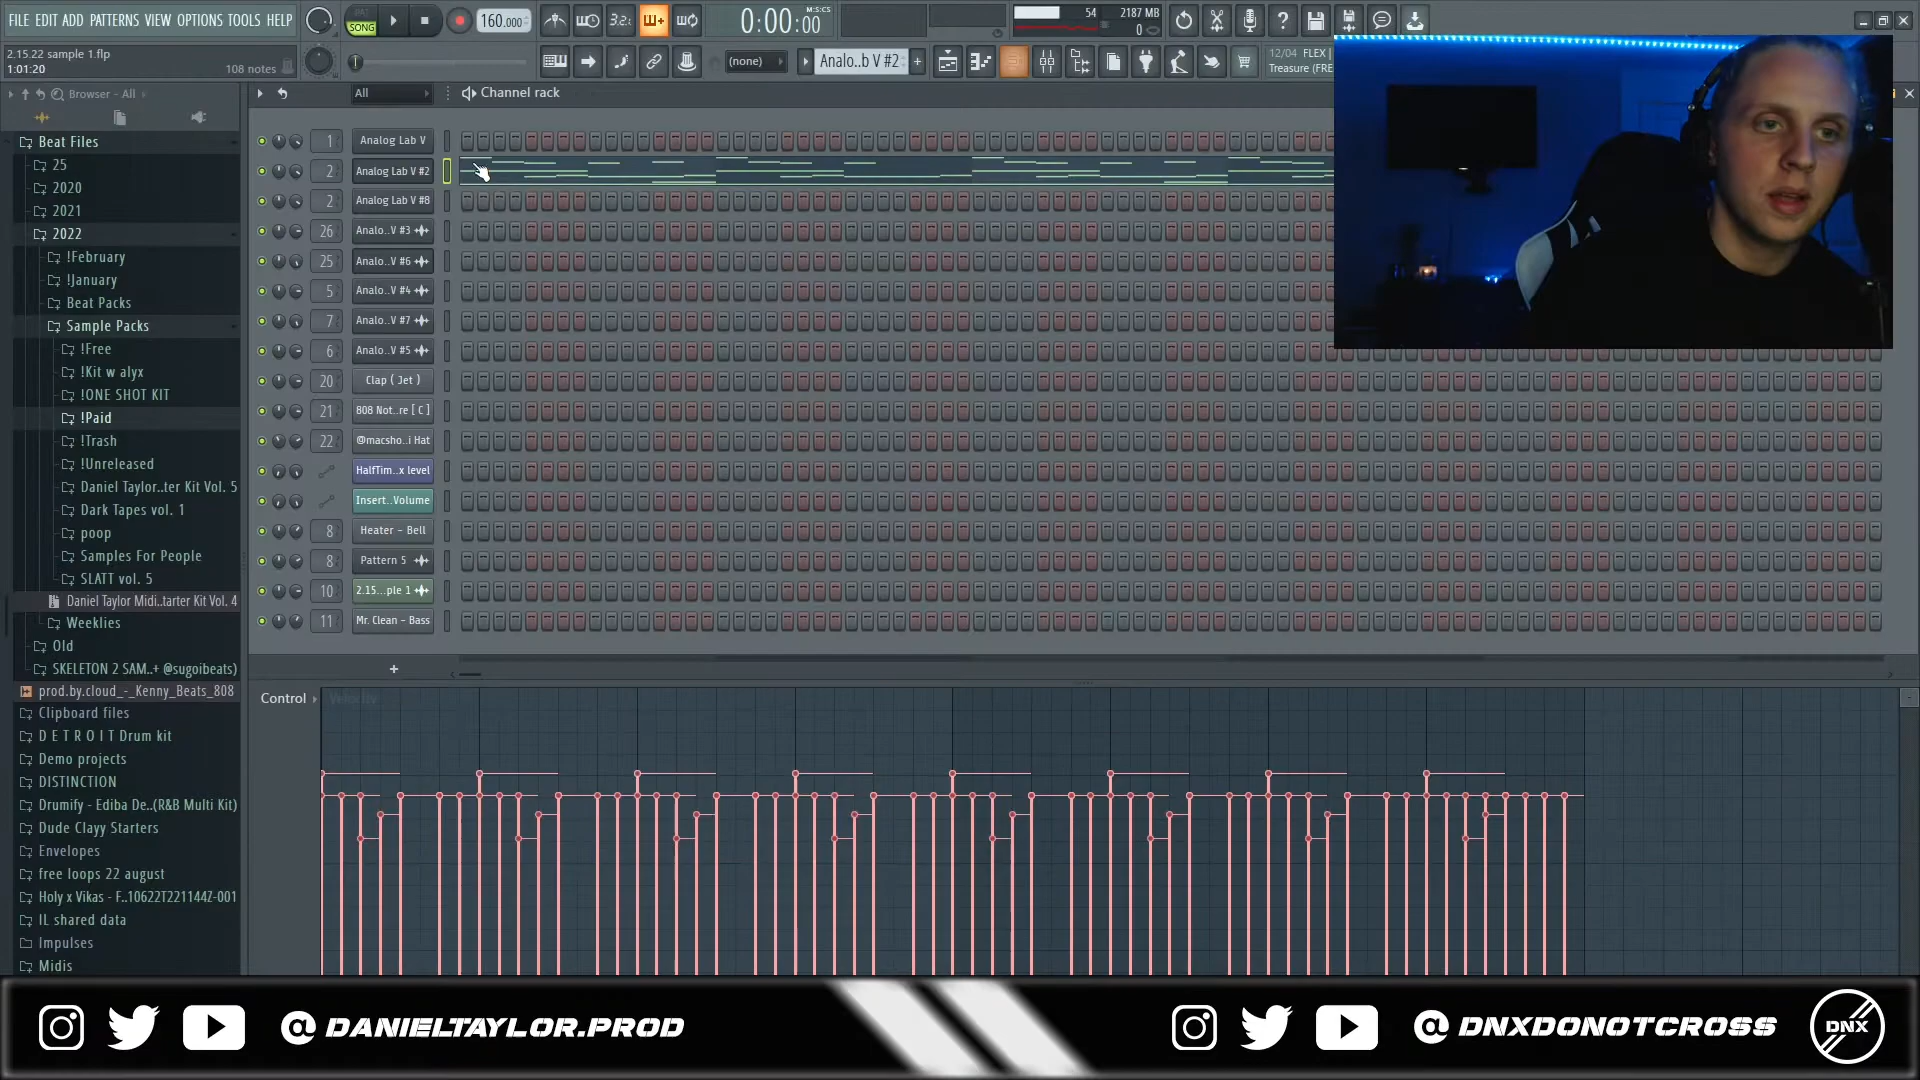 FILE EDIT ADD PATTERNS VIEW OPTIONS TOOLS HELP
PAT
SONG
160.000
3.2:
0:00:00
M:S:CS
54
2187 MB
0
2.15.22 sample 1.flp
1:01:20
108 notes
(none)
Analo..b V #2
12/04 FLEX |
Treasure (FRE
Browser - All
All
Channel rack
Beat Files
25
2020
2021
2022
!February
!January
Beat Packs
Sample Packs
!Free
!Kit w alyx
!ONE SHOT KIT
!Paid
!Trash
!Unreleased
Daniel Taylor..ter Kit Vol. 5
Dark Tapes vol. 1
poop
Samples For People
SLATT vol. 5
Daniel Taylor Midi..tarter Kit Vol. 4
Weeklies
Old
SKELETON 2 SAM..+ @sugoibeats)
prod.by.cloud_-_Kenny_Beats_808
Clipboard files
D E T R O I T Drum kit
Demo projects
DISTINCTION
Drumify - Ediba De..(R&B Multi Kit)
Dude Clayy Starters
Envelopes
free loops 22 august
Holy x Vikas - F..10622T221144Z-001
IL shared data
Impulses
Midis
1 Analog Lab V
2 Analog Lab V #2
2 Analog Lab V #8
26 Analo..V #3
25 Analo..V #6
5 Analo..V #4
7 Analo..V #7
6 Analo..V #5
20 Clap ( Jet )
21 808 Not..re [ C ]
22 @macsho..i Hat
HalfTim..x level
Insert..Volume
8 Heater - Bell
8 Pattern 5
10 2.15...ple 1
11 Mr. Clean - Bass
+
Control
Velocity
@ DANIELTAYLOR.PROD
@ DNXDONOTCROSS
DNX